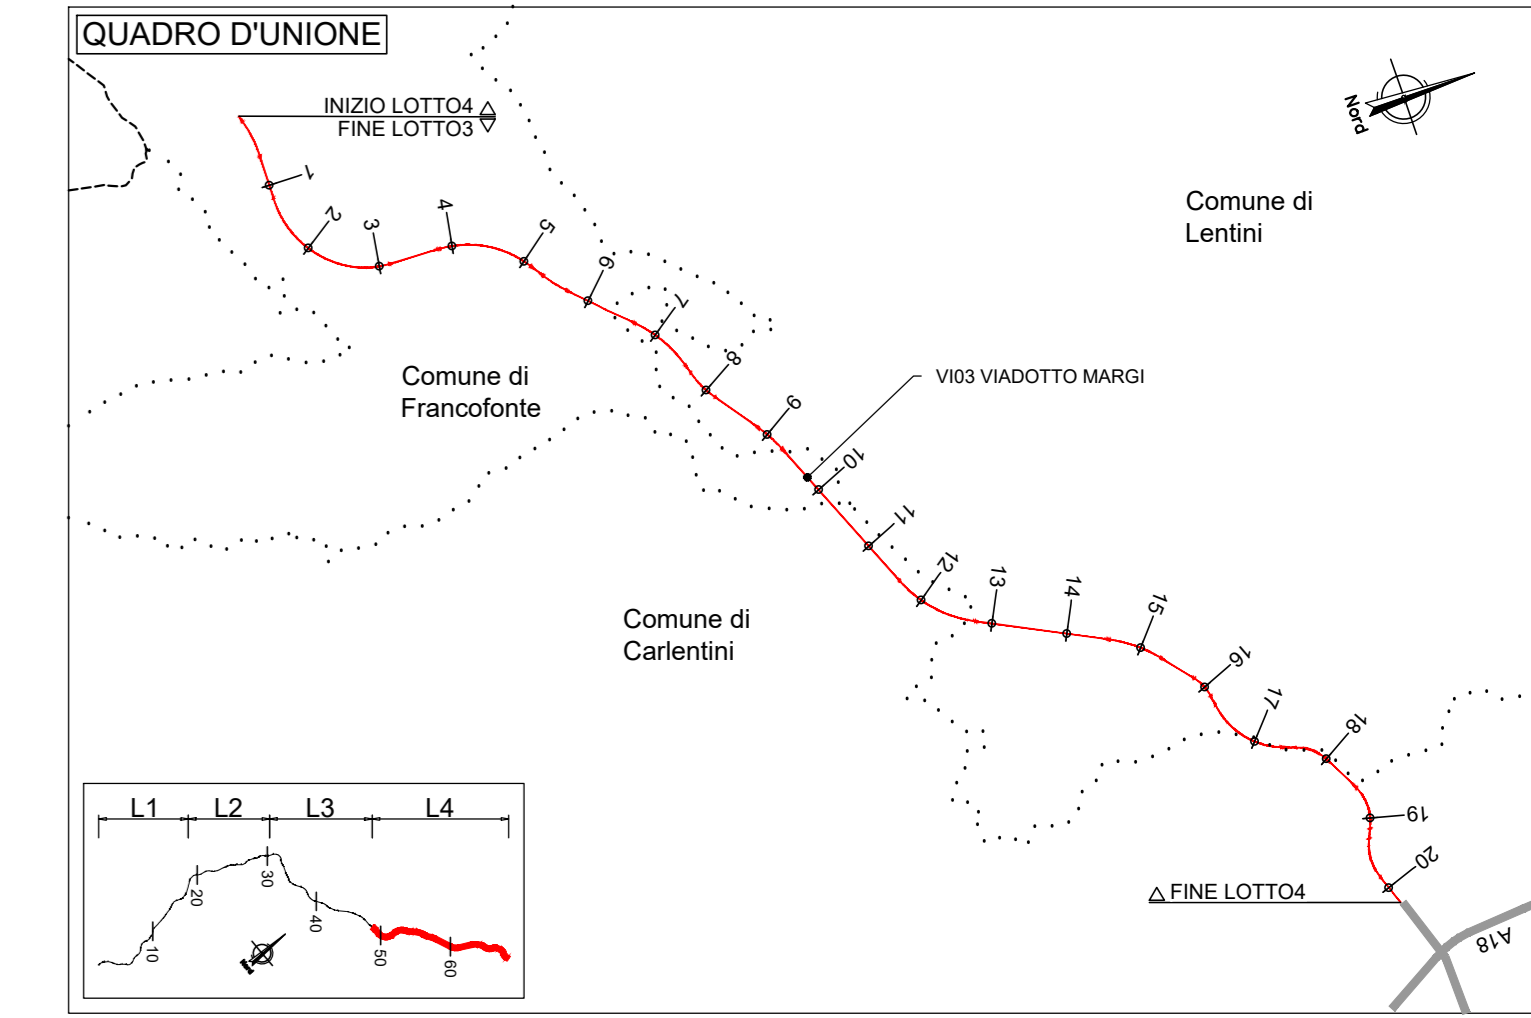 QUADRO D'UNIONE
INIZIO LOTTO4
FINE LOTTO3
Nord
Comune di
Lentini
1
2
3
4
5
6
7
8
9
10
11
12
13
14
15
16
17
18
19
20
Comune di
Francofonte
VI03 VIADOTTO MARGI
Comune di
Carlentini
FINE LOTTO4
A18
L1
L2
L3
L4
10
20
30
40
50
60
Nord